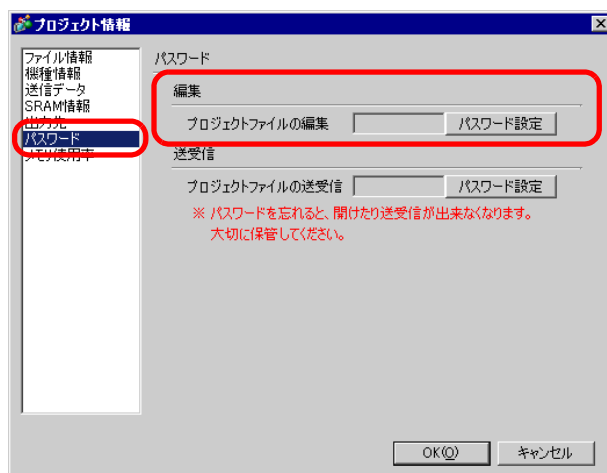 プロジェクト情報
ファイル情報
機種情報
送信データ
SRAM情報
出力先
パスワード
メモリ使用率
パスワード
編集
プロジェクトファイルの編集 パスワード設定
送受信
プロジェクトファイルの送受信 パスワード設定
※ パスワードを忘れると、開けたり送受信が出来なくなります。
大切に保管してください。
OK(O) キャンセル